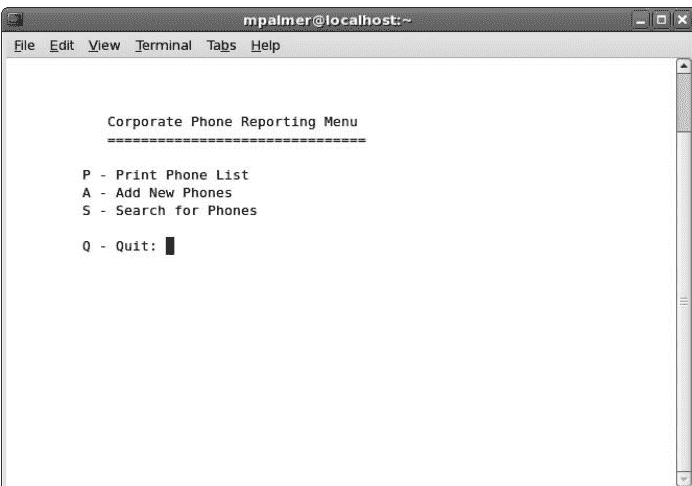 mpalmer@localhost:~
File Edit View Terminal Tabs Help
Corporate Phone Reporting Menu
===============================
P - Print Phone List
A - Add New Phones
S - Search for Phones
Q - Quit: